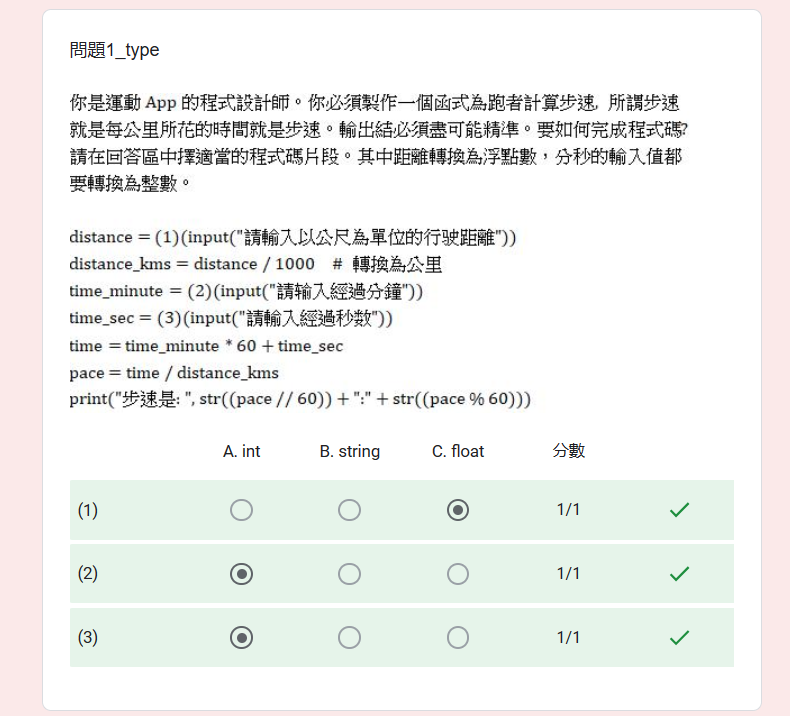 問題1_type
你是運動 App 的程式設計師。你必須製作一個函式為跑者計算步速, 所謂步速
就是每公里所花的時間就是步速。輸出結必須盡可能精準。要如何完成程式碼?
請在回答區中擇適當的程式碼片段。其中距離轉換為浮點數，分秒的輸入值都
要轉換為整數。
distance = (1)(input("請輸入以公尺為單位的行驶距離"))
distance_kms = distance / 1000 # 轉換為公里
time_minute = (2)(input("請输入經過分鐘"))
time_sec = (3)(input("請輸入經過秒数"))
time = time_minute * 60 + time_sec
pace = time / distance_kms
print("步速是: ", str((pace // 60)) + ":" + str((pace % 60)))
A. int B. string C. float 分數
(1) 1/1
(2) 1/1
(3) 1/1